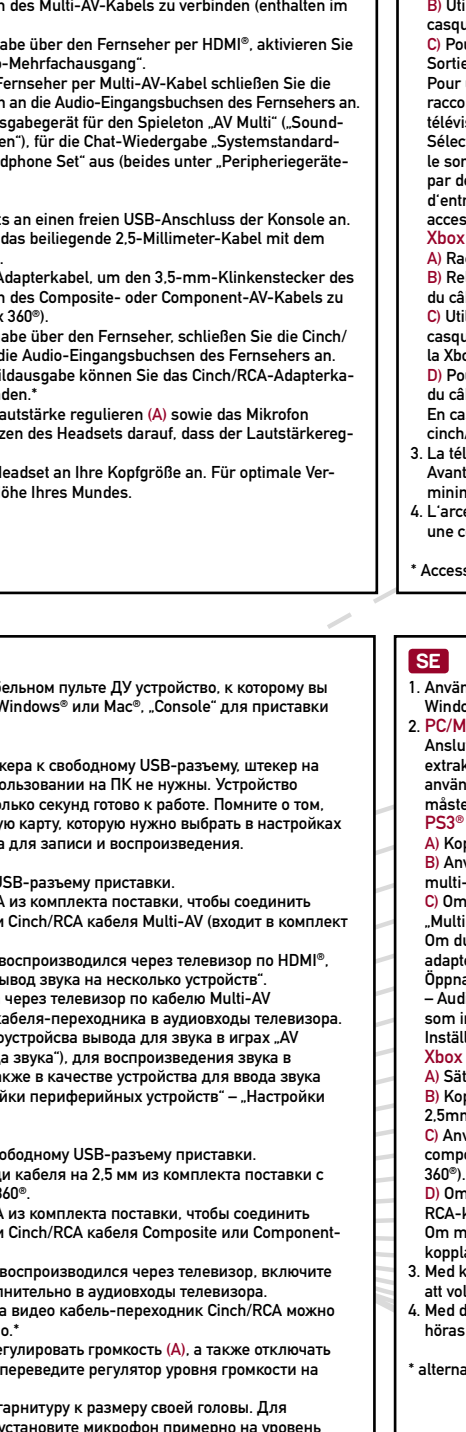 n des Multi-AV-Kabels zu verbinden (enthalten im
abe über den Fernseher per HDMI®, aktivieren Sie
o-Mehrfachausgang“.
Fernseher per Multi-AV-Kabel schließen Sie die
n an die Audio-Eingangsbuchsen des Fernsehers an.
sgabegerät für den Spieleton „AV Multi“ („Sound-
en“), für die Chat-Wiedergabe „Systemstandard-
dphone Set“ aus (beides unter „Peripheriegeräte-
ts an einen freien USB-Anschluss der Konsole an.
das beiliegende 2,5-Millimeter-Kabel mit dem
.
Adapterkabel, um den 3,5-mm-Klinkenstecker des
n des Composite- oder Component-AV-Kabels zu
x 360®).
abe über den Fernseher, schließen Sie die Cinch/
die Audio-Eingangsbuchsen des Fernsehers an.
ildausgabe können Sie das Cinch/RCA-Adapterka-
nden.*
autstärke regulieren (A) sowie das Mikrofon
zen des Headsets darauf, dass der Lautstärkereg-
Headset an Ihre Kopfgröße an. Für optimale Ver-
öhe Ihres Mundes.
B) Uti
casqu
C) Pou
Sortie
Pour u
racco
télévis
Sélec
le son
par dé
d‘entr
acces
Xbox
A) Rac
B) Rel
du câi
C) Util
casqu
la Xbo
D) Pou
du câi
En ca
cinch/
3. La tél
Avant
minin
4. L‘arce
une c
* Access
бельном пульте ДУ устройство, к которому вы
Windows® или Mac®, „Console“ для приставки
кера к свободному USB-разъему, штекер на
ользовании на ПК не нужны. Устройство
олько секунд готово к работе. Помните о том,
ую карту, которую нужно выбрать в настройках
а для записи и воспроизведения.
USB-разъему приставки.
А из комплекта поставки, чтобы соединить
и Cinch/RCA кабеля Multi-AV (входит в комплект
воспроизводился через телевизор по HDMI®,
ывод звука на несколько устройств“.
через телевизор по кабелю Multi-AV
кабеля-переходника в аудиовходы телевизора.
устройсва вывода для звука в играх „AV
а звука“), для воспроизведения звука в
акже в качестве устройства для ввода звука
йки периферийных устройств“ – „Настройки
вободному USB-разъему приставки.
и кабеля на 2,5 мм из комплекта поставки с
360®.
А из комплекта поставки, чтобы соединить
и Cinch/RCA кабеля Composite или Component-
воспроизводился через телевизор, включите
лнительно в аудиовходы телевизора.
а видео кабель-переходник Cinch/RCA можно
о.*
егулировать громкость (A), а также отключать
переведите регулятор уровня громкости на
гарнитуру к размеру своей головы. Для
установите микрофон примерно на уровень
SE
1. Använ
Windo
2. PC/M
Anslu
extrak
använ
måste
PS3®
A) Kop
B) Anv
multi-
C) Om
„Multi
Om du
adapte
Öppna
– Aud
som in
Instäl
Xbox
A) Sät
B) Kop
2,5mm
C) Anv
compo
360®).
D) Om
RCA-k
Om m
koppla
3. Med k
att vol
4. Med d
höras
* alterna